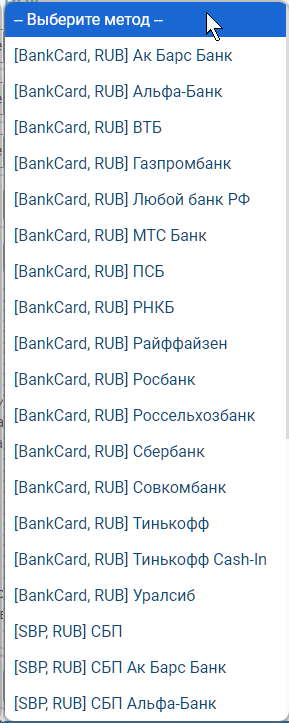 -- Выберите метод --
[BankCard, RUB] Ак Барс Банк
[BankCard, RUB] Альфа-Банк
[BankCard, RUB] ВТБ
[BankCard, RUB] Газпромбанк
[BankCard, RUB] Любой банк РФ
[BankCard, RUB] МТС Банк
[BankCard, RUB] ПСБ
[BankCard, RUB] РНКБ
[BankCard, RUB] Райффайзен
[BankCard, RUB] Росбанк
[BankCard, RUB] Россельхозбанк
[BankCard, RUB] Сбербанк
[BankCard, RUB] Совкомбанк
[BankCard, RUB] Тинькофф
[BankCard, RUB] Тинькофф Cash-In
[BankCard, RUB] Уралсиб
[SBP, RUB] СБП
[SBP, RUB] СБП Ак Барс Банк
[SBP, RUB] СБП Альфа-Банк